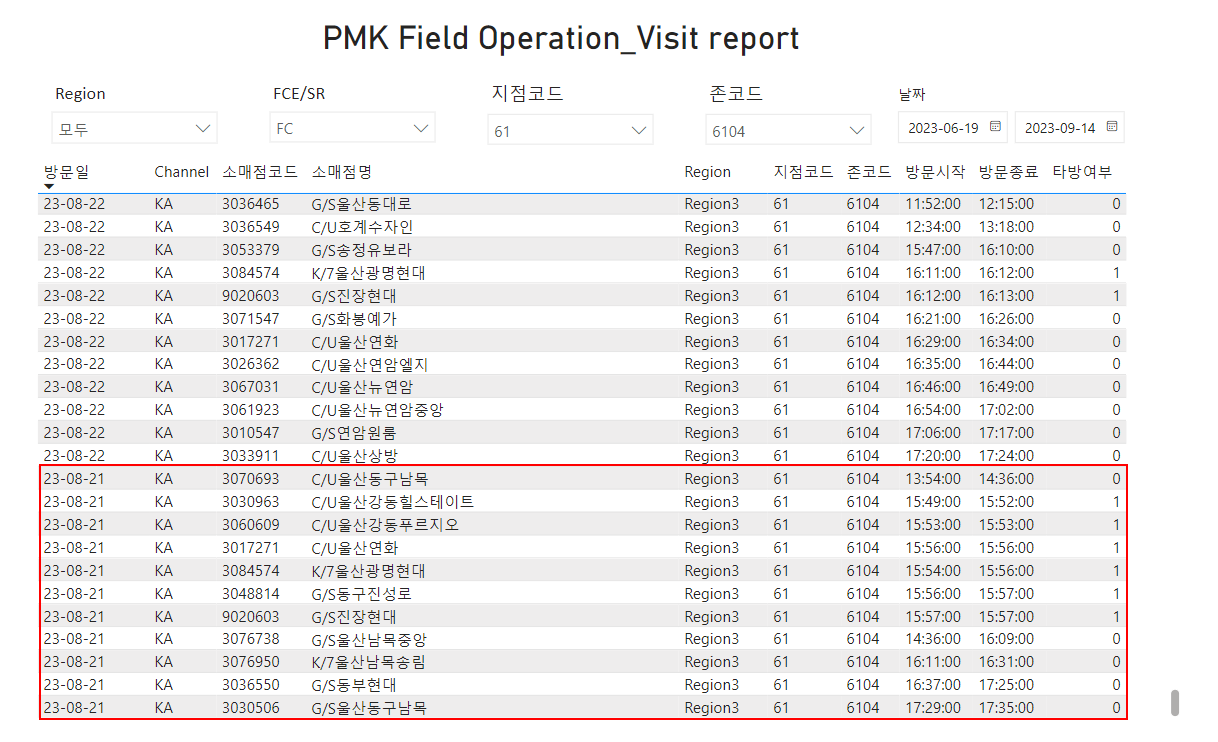 PMK Field Operation_Visit report
Region FCE/SR 지점코드 존코드 날짜
모두 FC 61 6104 2023-06-19 2023-09-14
방문일 Channel 소매점코드 소매점명 Region 지점코드 존코드 방문시작 방문종료 타방여부
23-08-22 KA 3036465 G/S울산동대로 Region3 61 6104 11:52:00 12:15:00 0
23-08-22 KA 3036549 C/U호계수자인 Region3 61 6104 12:34:00 13:18:00 0
23-08-22 KA 3053379 G/S송정유보라 Region3 61 6104 15:47:00 16:10:00 0
23-08-22 KA 3084574 K/7울산광명현대 Region3 61 6104 16:11:00 16:12:00 1
23-08-22 KA 9020603 G/S진장현대 Region3 61 6104 16:12:00 16:13:00 1
23-08-22 KA 3071547 G/S화봉예가 Region3 61 6104 16:21:00 16:26:00 0
23-08-22 KA 3017271 C/U울산연화 Region3 61 6104 16:29:00 16:34:00 0
23-08-22 KA 3026362 C/U울산연암엘지 Region3 61 6104 16:35:00 16:44:00 0
23-08-22 KA 3067031 C/U울산뉴연암 Region3 61 6104 16:46:00 16:49:00 0
23-08-22 KA 3061923 C/U울산뉴연암중앙 Region3 61 6104 16:54:00 17:02:00 0
23-08-22 KA 3010547 G/S연암원룸 Region3 61 6104 17:06:00 17:17:00 0
23-08-22 KA 3033911 C/U울산상방 Region3 61 6104 17:20:00 17:24:00 0
23-08-21 KA 3070693 C/U울산동구남목 Region3 61 6104 13:54:00 14:36:00 0
23-08-21 KA 3030963 C/U울산강동힐스테이트 Region3 61 6104 15:49:00 15:52:00 1
23-08-21 KA 3060609 C/U울산강동푸르지오 Region3 61 6104 15:53:00 15:53:00 1
23-08-21 KA 3017271 C/U울산연화 Region3 61 6104 15:56:00 15:56:00 1
23-08-21 KA 3084574 K/7울산광명현대 Region3 61 6104 15:54:00 15:56:00 1
23-08-21 KA 3048814 G/S동구진성로 Region3 61 6104 15:56:00 15:57:00 1
23-08-21 KA 9020603 G/S진장현대 Region3 61 6104 15:57:00 15:57:00 1
23-08-21 KA 3076738 G/S울산남목중앙 Region3 61 6104 14:36:00 16:09:00 0
23-08-21 KA 3076950 K/7울산남목송림 Region3 61 6104 16:11:00 16:31:00 0
23-08-21 KA 3036550 G/S동부현대 Region3 61 6104 16:37:00 17:25:00 0
23-08-21 KA 3030506 G/S울산동구남목 Region3 61 6104 17:29:00 17:35:00 0